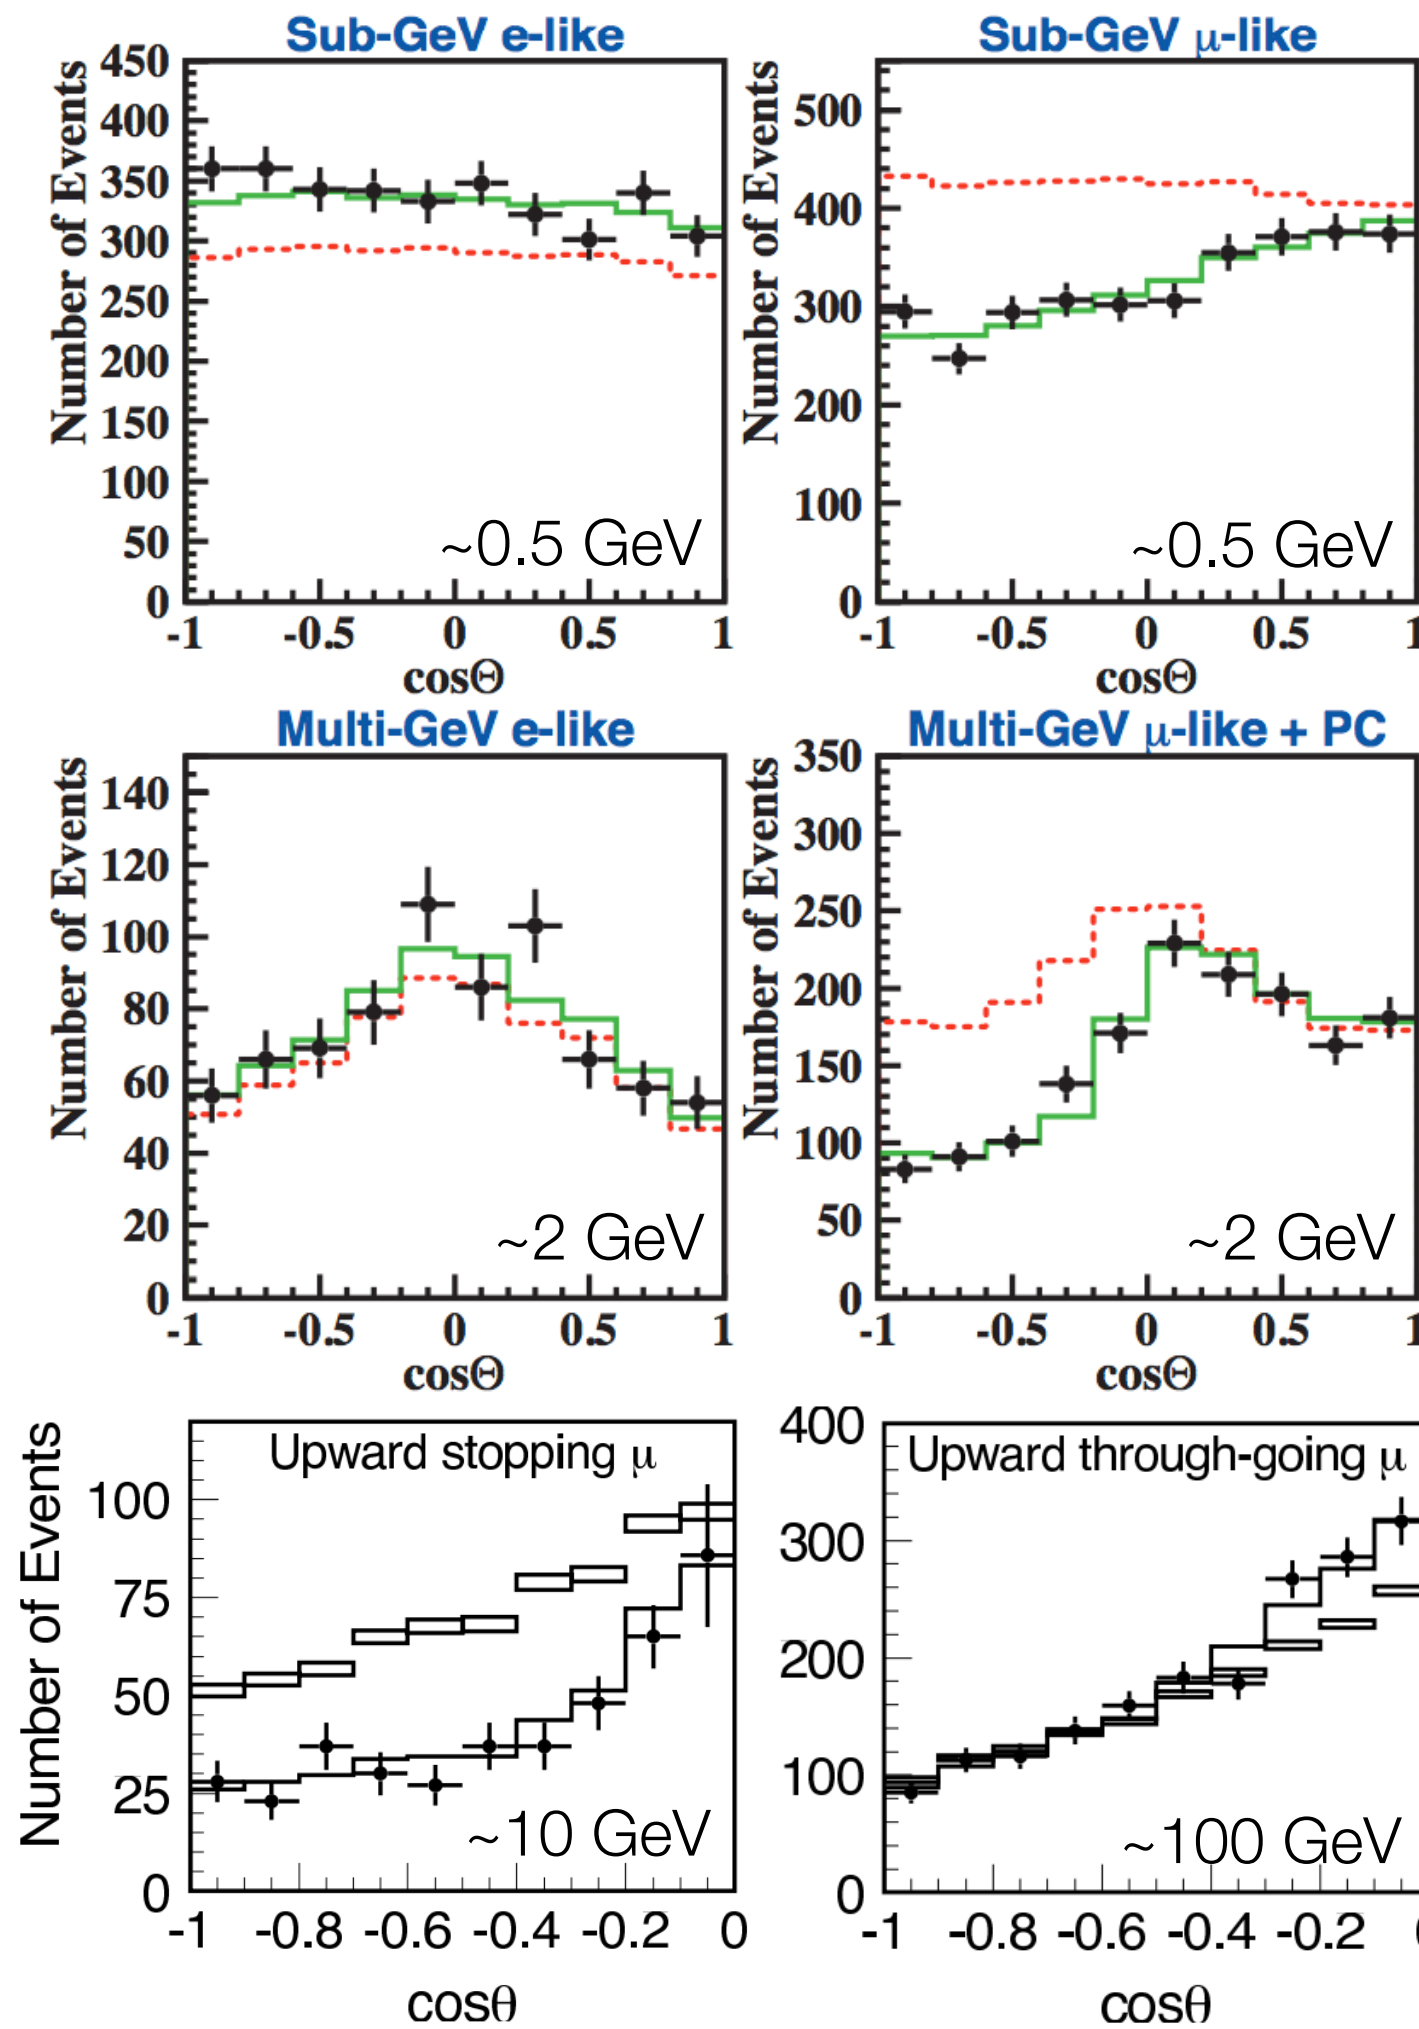 Sub-GeV e-like
Number of Events
450
400
350
300
250
200
150
100
50
0
~0.5 GeV
-1 -0.5 0 0.5 1
cosΘ
Sub-GeV μ-like
Number of Events
500
400
300
200
100
0
~0.5 GeV
-1 -0.5 0 0.5 1
cosΘ
Multi-GeV e-like
Number of Events
140
120
100
80
60
40
20
0
~2 GeV
-1 -0.5 0 0.5 1
cosΘ
Multi-GeV μ-like + PC
Number of Events
350
300
250
200
150
100
50
0
~2 GeV
-1 -0.5 0 0.5 1
cosΘ
Upward stopping μ
Number of Events
100
75
50
25
0
~10 GeV
-1 -0.8 -0.6 -0.4 -0.2 0
cosθ
Upward through-going μ
400
300
200
100
0
~100 GeV
-1 -0.8 -0.6 -0.4 -0.2
cosθ